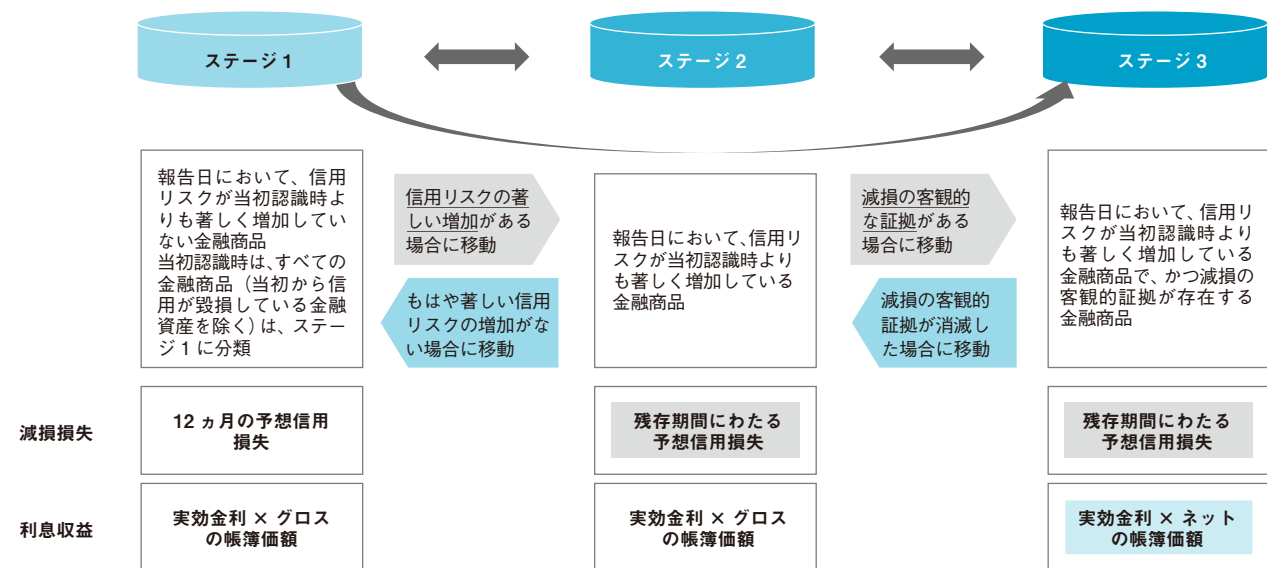 ステージ 1
ステージ 2
ステージ 3
報告日において、信用
リスクが当初認識時よ
りも著しく増加してい
ない金融商品
当初認識時は、すべての
金融商品（当初から信
用が毀損している金融
資産を除く）は、ステー
ジ 1 に分類
信用リスクの著
しい増加がある
場合に移動
もはや著しい信用
リスクの増加がな
い場合に移動
報告日において、信用リ
スクが当初認識時より
も著しく増加している
金融商品
減損の客観的
な証拠がある
場合に移動
減損の客観的
証拠が消滅し
た場合に移動
報告日において、信用リ
スクが当初認識時より
も著しく増加している
金融商品で、かつ減損の
客観的証拠が存在する
金融商品
減損損失
12 ヵ月の予想信用
損失
残存期間にわたる
予想信用損失
残存期間にわたる
予想信用損失
利息収益
実効金利 × グロス
の帳簿価額
実効金利 × グロス
の帳簿価額
実効金利 × ネット
の帳簿価額